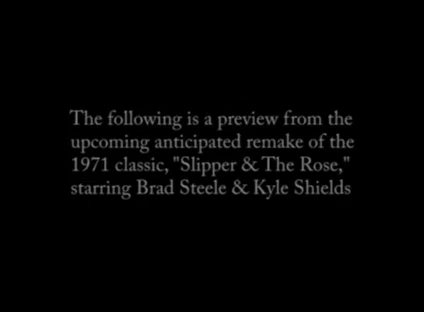 The following is a preview from the
upcoming anticipated remake of the
1971 classic, "Slipper & The Rose,"
starring Brad Steele & Kyle Shields